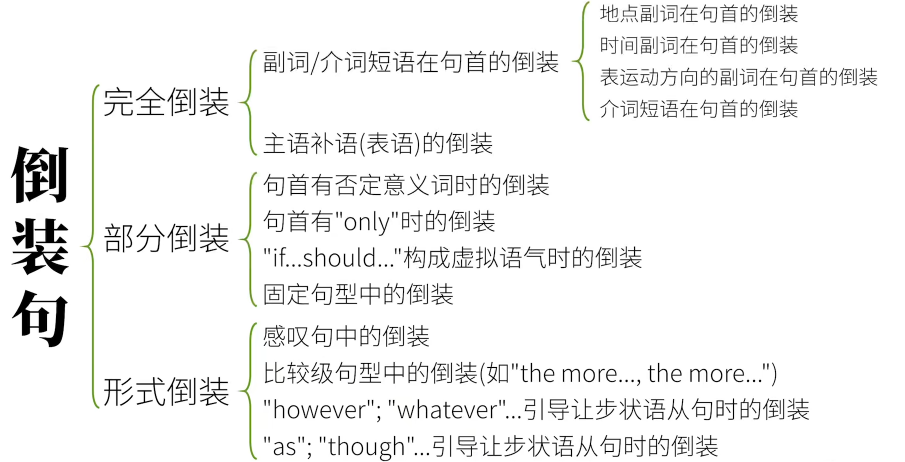 倒装句
完全倒装
副词/介词短语在句首的倒装
地点副词在句首的倒装
时间副词在句首的倒装
表运动方向的副词在句首的倒装
介词短语在句首的倒装
主语补语(表语)的倒装
部分倒装
句首有否定意义词时的倒装
句首有"only"时的倒装
"if...should..."构成虚拟语气时的倒装
固定句型中的倒装
形式倒装
感叹句中的倒装
比较级句型中的倒装(如"the more..., the more...")
"however"; "whatever"...引导让步状语从句时的倒装
"as"; "though"...引导让步状语从句时的倒装